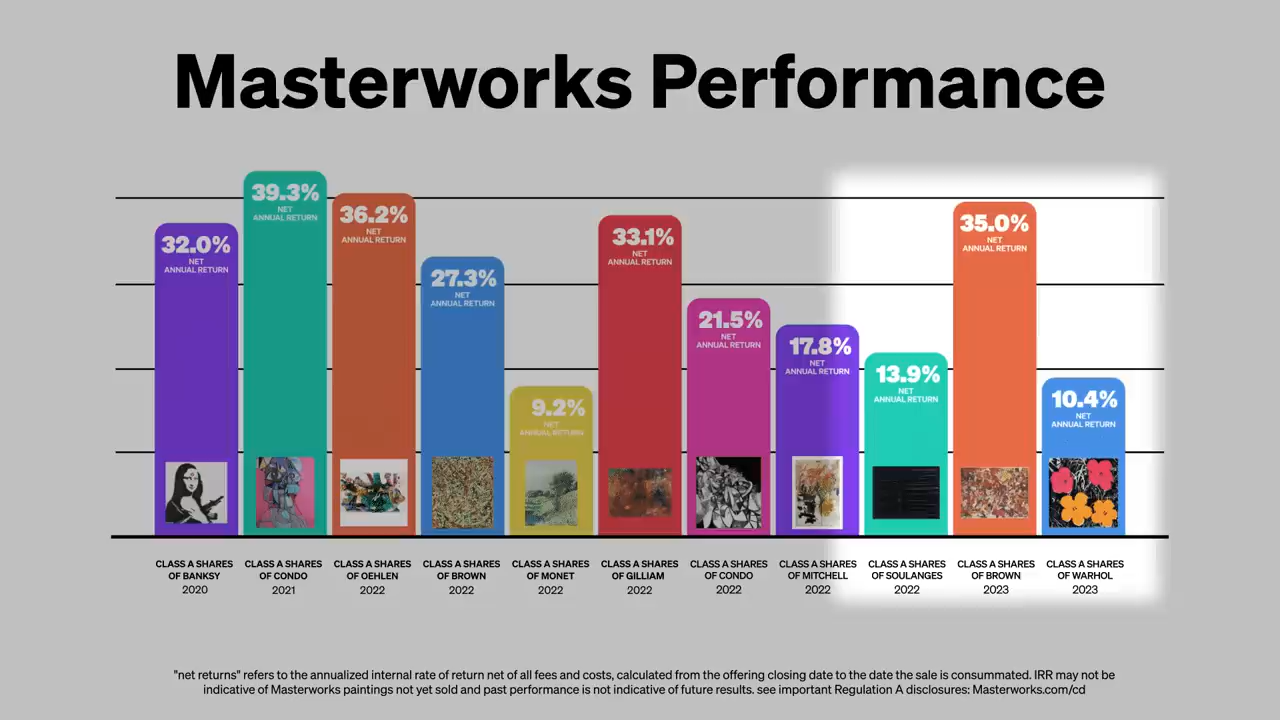 Masterworks Performance
32.0%
NET
ANNUAL RETURN
39.3%
NET
ANNUAL RETURN
36.2%
NET
ANNUAL RETURN
27.3%
NET
ANNUAL RETURN
9.2%
NET
ANNUAL RETURN
33.1%
NET
ANNUAL RETURN
21.5%
NET
ANNUAL RETURN
17.8%
NET
ANNUAL RETURN
13.9%
NET
ANNUAL RETURN
35.0%
NET
ANNUAL RETURN
10.4%
NET
ANNUAL RETURN
CLASS A SHARES
OF BANKSY
2020
CLASS A SHARES
OF CONDO
2021
CLASS A SHARES
OF OEHLEN
2022
CLASS A SHARES
OF BROWN
2022
CLASS A SHARES
OF MONET
2022
CLASS A SHARES
OF GILLIAM
2022
CLASS A SHARES
OF CONDO
2022
CLASS A SHARES
OF MITCHELL
2022
CLASS A SHARES
OF SOULANGES
2022
CLASS A SHARES
OF BROWN
2023
CLASS A SHARES
OF WARHOL
2023
"net returns" refers to the annualized internal rate of return net of all fees and costs, calculated from the offering closing date to the date the sale is consummated. IRR may not be
indicative of Masterworks paintings not yet sold and past performance is not indicative of future results. see important Regulation A disclosures: Masterworks.com/cd